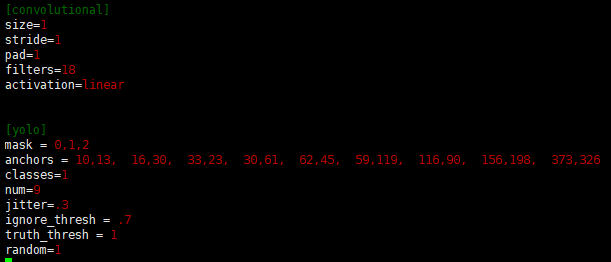 [convolutional]
size=1
stride=1
pad=1
filters=18
activation=linear
[yolo]
mask = 0,1,2
anchors = 10,13,  16,30,  33,23,  30,61,  62,45,  59,119,  116,90,  156,198,  373,326
classes=1
num=9
jitter=.3
ignore_thresh = .7
truth_thresh = 1
random=1